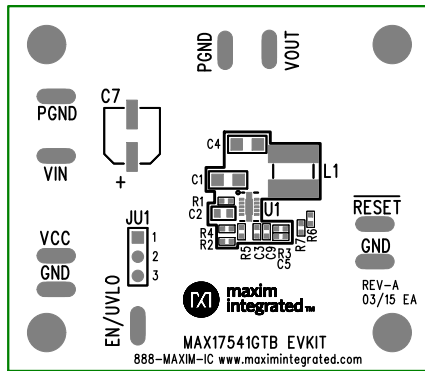 PGND
VOUT
C7
PGND
C4
L1
VIN
+
C1
R1
C2
U1
RESET
JU1
VCC
1
R4
R2
R5
C3
C9
R3
C5
R7
R6
2
GND
3
GND
EN/UVLO
maxim
integrated™
REV-A
03/15 EA
MAX17541GTB EVKIT
888-MAXIM-IC www.maximintegrated.com